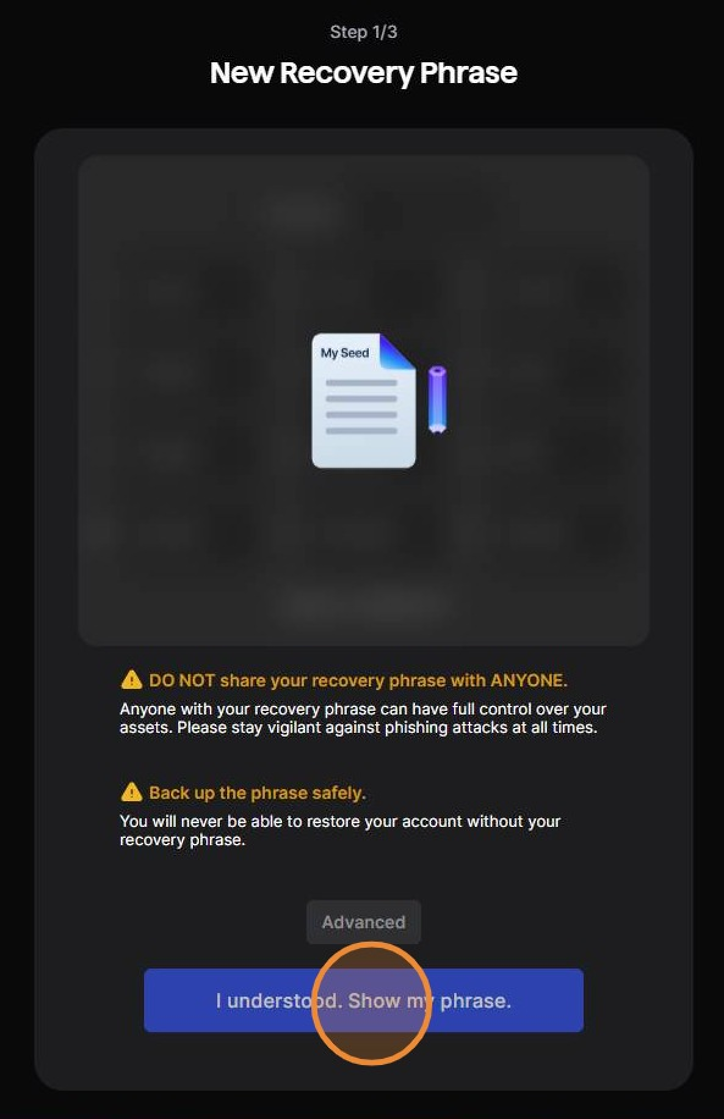 Step 1/3
New Recovery Phrase
My Seed
DO NOT share your recovery phrase with ANYONE.
Anyone with your recovery phrase can have full control over your
assets. Please stay vigilant against phishing attacks at all times.
Back up the phrase safely.
You will never be able to restore your account without your
recovery phrase.
Advanced
I understood. Show my phrase.